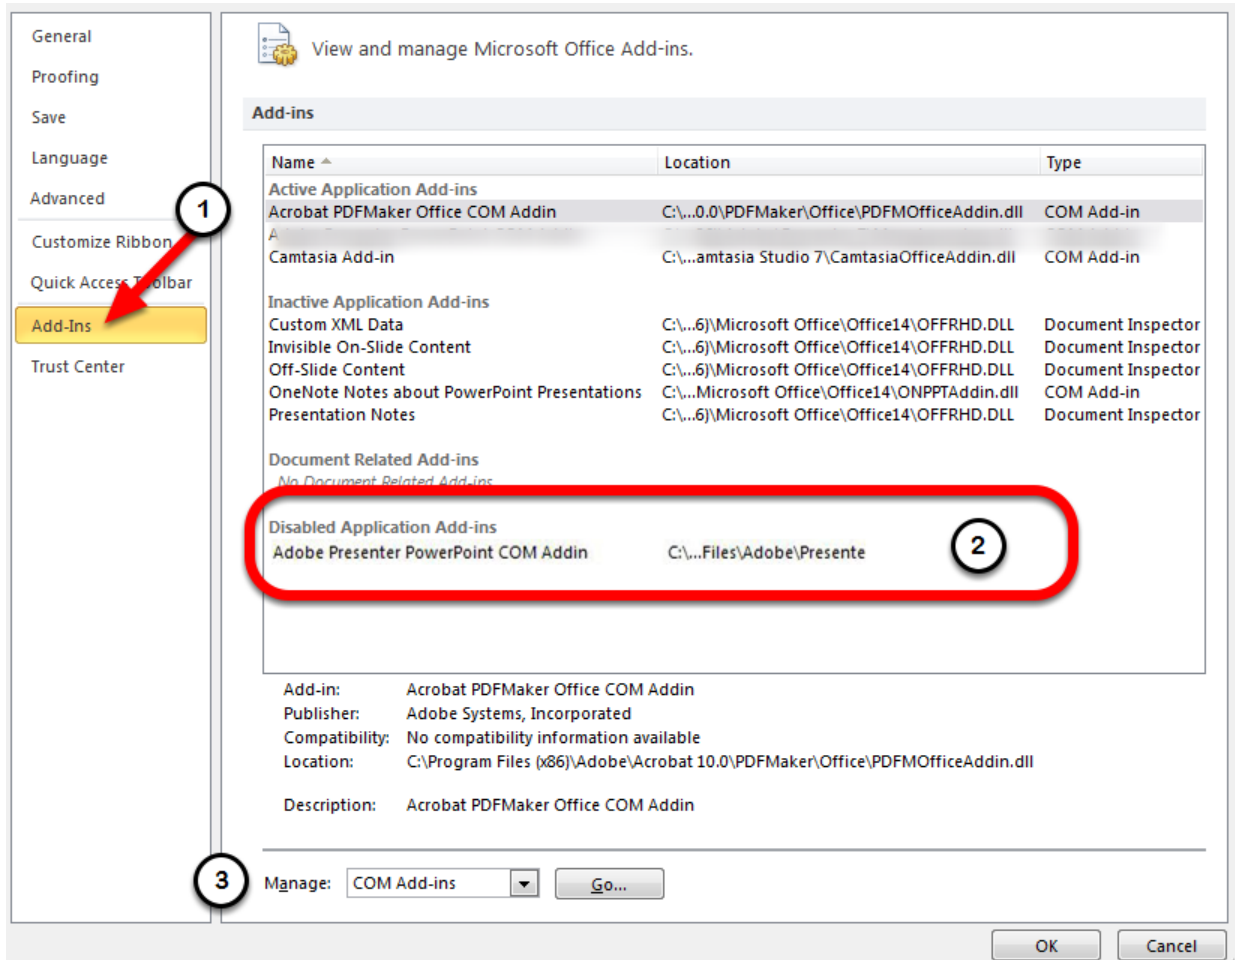 General
Proofing
Save
Language
Advanced
Customize Ribbon
Quick Access Toolbar
Add-Ins
Trust Center
1
View and manage Microsoft Office Add-ins.
Add-ins
Name Location Type
Active Application Add-ins
Acrobat PDFMaker Office COM Addin C:\...0.0\PDFMaker\Office\PDFMOfficeAddin.dll COM Add-in
Camtasia Add-in C:\...amtasia Studio 7\CamtasiaOfficeAddin.dll COM Add-in
Inactive Application Add-ins
Custom XML Data C:\...6)\Microsoft Office\Office14\OFFRHD.DLL Document Inspector
Invisible On-Slide Content C:\...6)\Microsoft Office\Office14\OFFRHD.DLL Document Inspector
Off-Slide Content C:\...6)\Microsoft Office\Office14\OFFRHD.DLL Document Inspector
OneNote Notes about PowerPoint Presentations C:\...Microsoft Office\Office14\ONPPTAddin.dll COM Add-in
Presentation Notes C:\...6)\Microsoft Office\Office14\OFFRHD.DLL Document Inspector
Document Related Add-ins
No Document Related Add-ins
Disabled Application Add-ins
Adobe Presenter PowerPoint COM Addin C:\...Files\Adobe\Presente
2
Add-in: Acrobat PDFMaker Office COM Addin
Publisher: Adobe Systems, Incorporated
Compatibility: No compatibility information available
Location: C:\Program Files (x86)\Adobe\Acrobat 10.0\PDFMaker\Office\PDFMOfficeAddin.dll
Description: Acrobat PDFMaker Office COM Addin
3
Manage: COM Add-ins Go...
OK Cancel